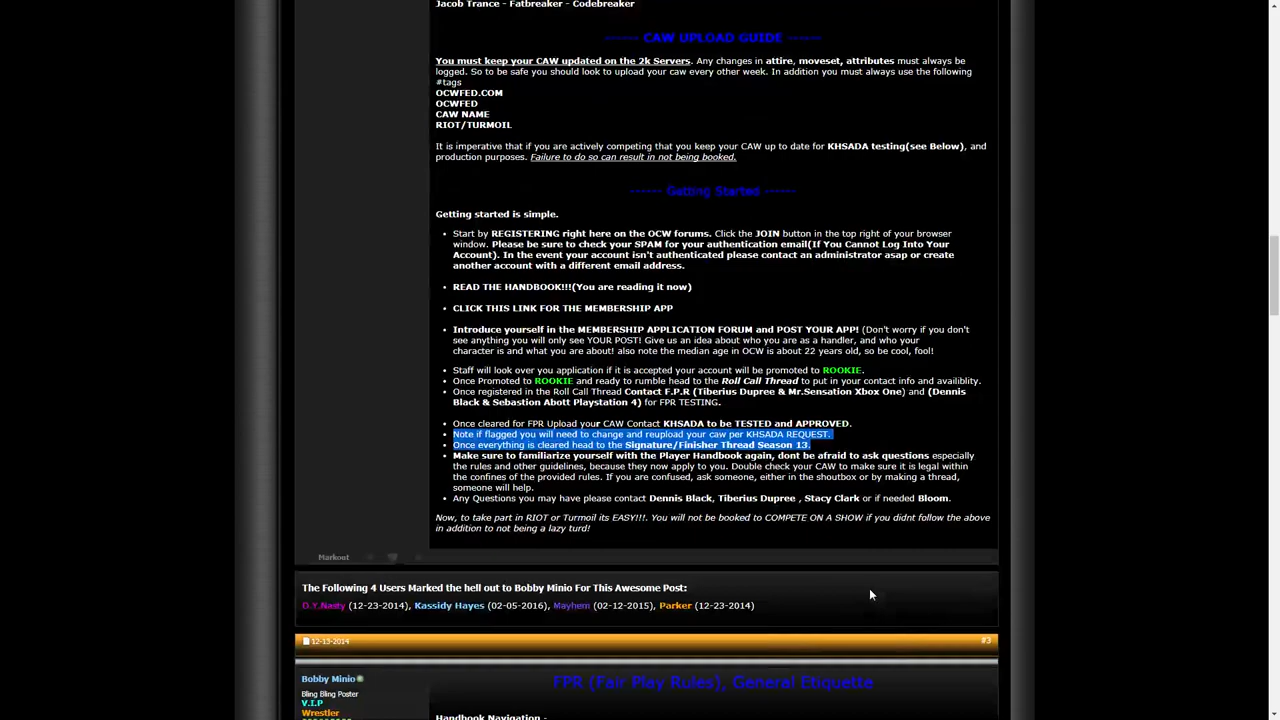 Jacob Trance - Fatbreaker - Codebreaker
------ CAW UPLOAD GUIDE ------
You must keep your CAW updated on the 2k Servers. Any changes in attire, moveset, attributes must always be
logged. So to be safe you should look to upload your caw every other week. In addition you must always use the following
#tags
OCWFED.COM
OCWFED
CAW NAME
RIOT/TURMOIL
It is imperative that if you are actively competing that you keep your CAW up to date for KHSADA testing(see Below), and
production purposes. Failure to do so can result in not being booked.
------ Getting Started ------
Getting started is simple.
• Start by REGISTERING right here on the OCW forums. Click the JOIN button in the top right of your browser
window. Please be sure to check your SPAM for your authentication email(If You Cannot Log Into Your
Account). In the event your account isn't authenticated please contact an administrator asap or create
another account with a different email address.
• READ THE HANDBOOK!!!(You are reading it now)
• CLICK THIS LINK FOR THE MEMBERSHIP APP
• Introduce yourself in the MEMBERSHIP APPLICATION FORUM and POST YOUR APP! (Don't worry if you don't
see anything you will only see YOUR POST! Give us an idea about who you are as a handler, and who your
character is and what you are about! also note the median age in OCW is about 22 years old, so be cool, fool!
• Staff will look over you application if it is accepted your account will be promoted to ROOKIE.
• Once Promoted to ROOKIE and ready to rumble head to the Roll Call Thread to put in your contact info and availiblity.
• Once registered in the Roll Call Thread Contact F.P.R (Tiberius Dupree & Mr.Sensation Xbox One) and (Dennis
Black & Sebastion Abott Playstation 4) for FPR TESTING.
• Once cleared for FPR Upload your CAW Contact KHSADA to be TESTED and APPROVED.
• Note if flagged you will need to change and reupload your caw per KHSADA REQUEST.
• Once everything is cleared head to the Signature/Finisher Thread Season 13.
• Make sure to familiarize yourself with the Player Handbook again, dont be afraid to ask questions especially
the rules and other guidelines, because they now apply to you. Double check your CAW to make sure it is legal within
the confines of the provided rules. If you are confused, ask someone, either in the shoutbox or by making a thread,
someone will help.
• Any Questions you may have please contact Dennis Black, Tiberius Dupree , Stacy Clark or if needed Bloom.
Now, to take part in RIOT or Turmoil its EASY!!!. You will not be booked to COMPETE ON A SHOW if you didnt follow the above
in addition to not being a lazy turd!
Markout
The Following 4 Users Marked the hell out to Bobby Minio For This Awesome Post:
D.Y.Nasty (12-23-2014), Kassidy Hayes (02-05-2016), Mayhem (02-12-2015), Parker (12-23-2014)
12-13-2014 #3
Bobby Minio
FPR (Fair Play Rules), General Etiquette
Bling Bling Poster
V.I.P
Wrestler
Handbook Navigation -